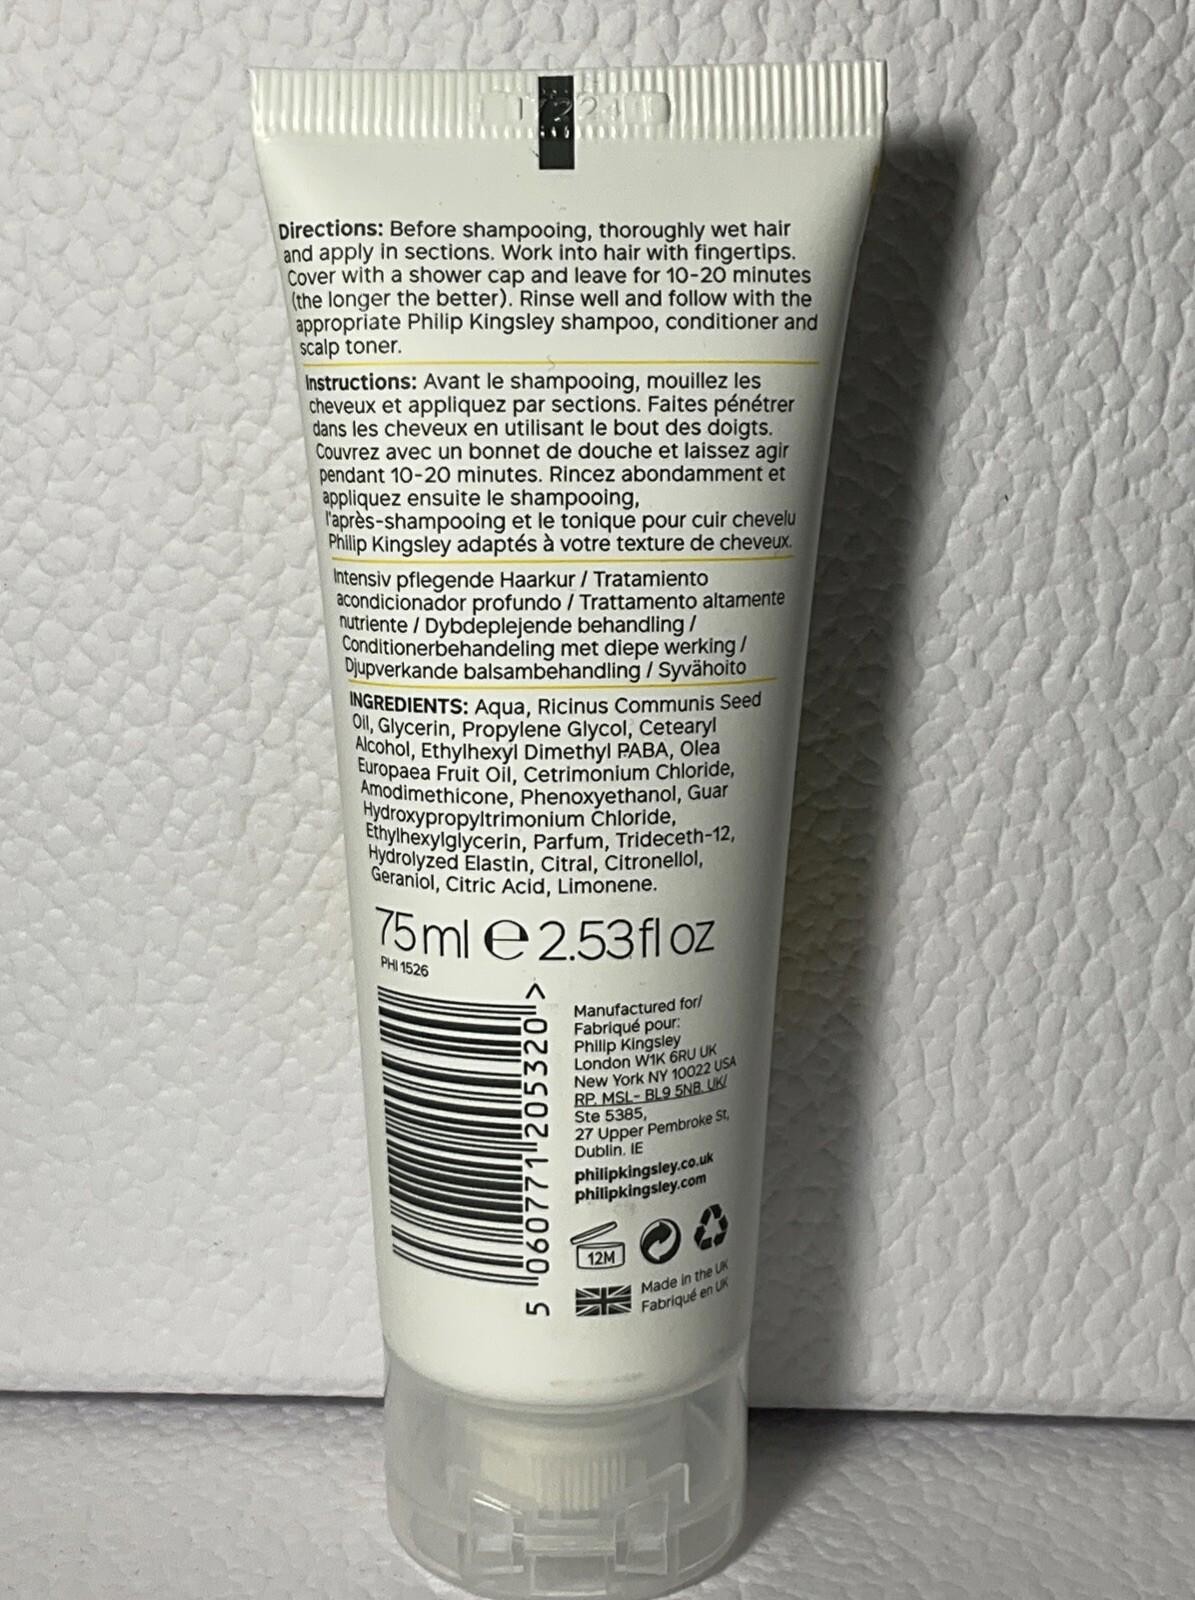 Directions: Before shampooing, thoroughly wet hair
and apply in sections. Work into hair with fingertips.
Cover with a shower cap and leave for 10-20 minutes
(the longer the better). Rinse well and follow with the
appropriate Philip Kingsley shampoo, conditioner and
scalp toner.
Instructions: Avant le shampooing, mouillez les
cheveux et appliquez par sections. Faites pénétrer
dans les cheveux en utilisant le bout des doigts.
Couvrez avec un bonnet de douche et laissez agir
pendant 10-20 minutes. Rincez abondamment et
appliquez ensuite le shampooing,
l'après-shampooing et le tonique pour cuir chevelu
Philip Kingsley adaptés à votre texture de cheveux.
Intensiv pflegende Haarkur / Tratamiento
acondicionador profundo / Trattamento altamente
nutriente / Dybdeplejende behandling /
Conditionerbehandeling met diepe werking /
Djupverkande balsambehandling / Syvähoito
INGREDIENTS: Aqua, Ricinus Communis Seed
Oil, Glycerin, Propylene Glycol, Cetearyl
Alcohol, Ethylhexyl Dimethyl PABA, Olea
Europaea Fruit Oil, Cetrimonium Chloride,
Amodimethicone, Phenoxyethanol, Guar
Hydroxypropyltrimonium Chloride,
Ethylhexylglycerin, Parfum, Trideceth-12,
Hydrolyzed Elastin, Citral, Citronellol,
Geraniol, Citric Acid, Limonene.
75ml e 2.53fl oz
PHI 1526
5 060771 205320 >
Manufactured for/
Fabriqué pour:
Philip Kingsley
London W1K 6RU UK
New York NY 10022 USA
RP. MSL- BL9 5NB. UK/
Ste 5385,
27 Upper Pembroke St,
Dublin. IE
philipkingsley.co.uk
philipkingsley.com
12M
Made in the UK
Fabriqué en UK